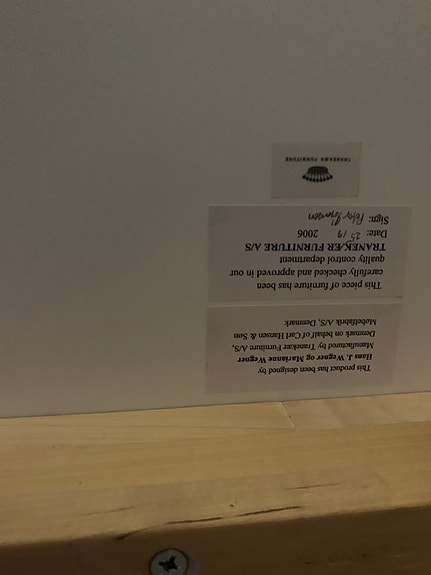 This product has been designed by
Hans J. Wegner og Marianne Wegner
Manufactured by Tranekær Furniture A/S,
Denmark on behalf of Carl Hansen & Søn
Møbelfabrik A/S, Denmark
This piece of furniture has been
carefully checked and approved in our
quality control department
TRANEKÆR FURNITURE A/S
Date: 25/9 2006
Sign:
TRANEKÆR FURNITURE